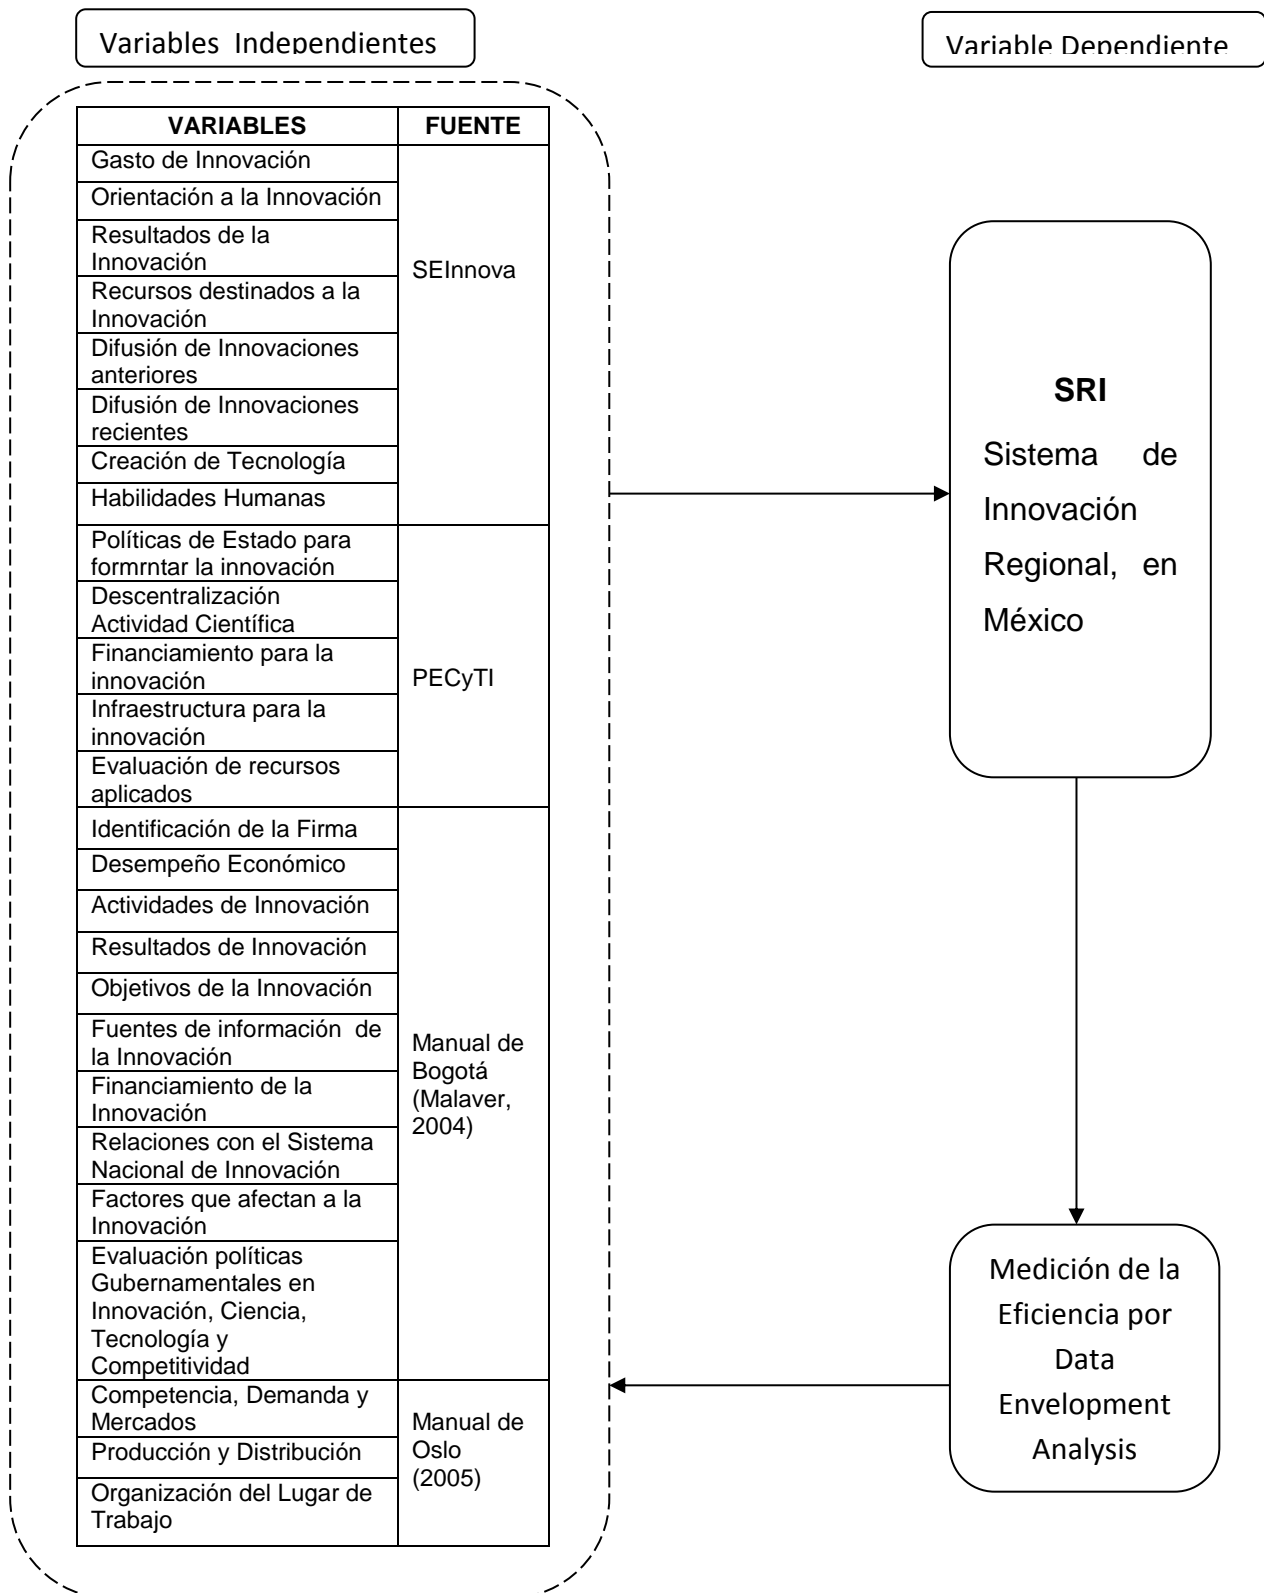 Variables Independientes
Variable Dependiente
VARIABLES
FUENTE
Gasto de Innovación
Orientación a la Innovación
Resultados de la
Innovación
Recursos destinados a la
Innovación
Difusión de Innovaciones
anteriores
Difusión de Innovaciones
recientes
Creación de Tecnología
Habilidades Humanas
SEInnova
Políticas de Estado para
formrntar la innovación
Descentralización
Actividad Científica
Financiamiento para la
innovación
Infraestructura para la
innovación
Evaluación de recursos
aplicados
PECyTI
Identificación de la Firma
Desempeño Económico
Actividades de Innovación
Resultados de Innovación
Objetivos de la Innovación
Fuentes de información de
la Innovación
Financiamiento de la
Innovación
Relaciones con el Sistema
Nacional de Innovación
Factores que afectan a la
Innovación
Evaluación políticas
Gubernamentales en
Innovación, Ciencia,
Tecnología y
Competitividad
Manual de
Bogotá
(Malaver,
2004)
Competencia, Demanda y
Mercados
Producción y Distribución
Organización del Lugar de
Trabajo
Manual de
Oslo
(2005)
SRI
Sistema de
Innovación
Regional, en
México
Medición de la
Eficiencia por
Data
Envelopment
Analysis